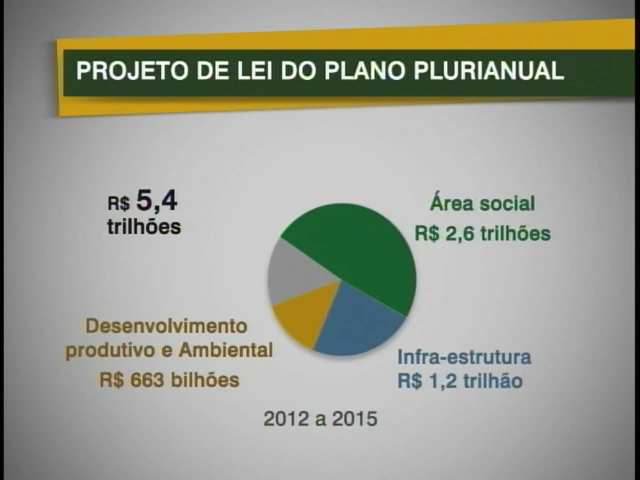 PROJETO DE LEI DO PLANO PLURIANUAL
R$ 5,4
trilhões
Área social
R$ 2,6 trilhões
Desenvolvimento
produtivo e Ambiental
R$ 663 bilhões
Infra-estrutura
R$ 1,2 trilhão
2012 a 2015